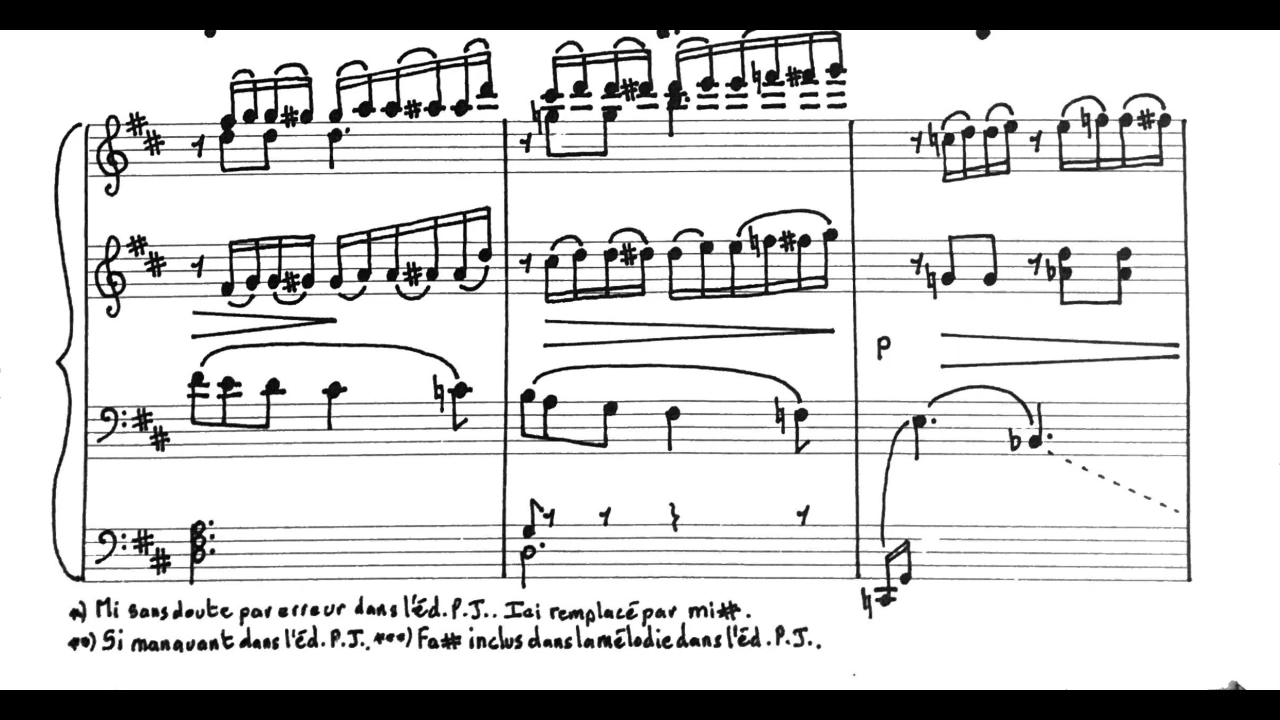 p
*) Mi sans doute par erreur dans l'éd. P.J.. Ici remplacé par mi#.
**) Si manquant dans l'éd. P.J. ***) Fa# inclus dans la mélodie dans l'éd. P.J..